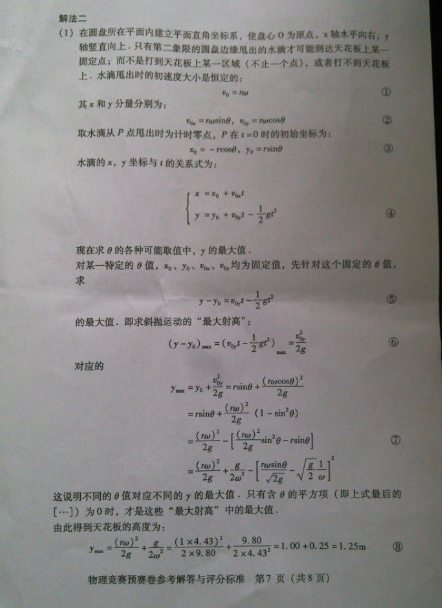 解法二
(1) 在圆盘所在平面内建立平面直角坐标系,使盘心O为原点,x轴水平向右,y
轴竖直向上.只有第二象限的圆盘边缘甩出的水滴才可能到达天花板上某一
固定点;而不是打到天花板上某一区域(不止一个点),或者打不到天花板
上.水滴甩出时的初速度大小是恒定的:
v₀=rω ①
其x和y分量分别为:
v₀ₓ=rωsinθ, v₀ᵧ=rωcosθ ②
取水滴从P点甩出时为计时零点,P在t=0时的初始坐标为:
x₀=-rcosθ, y₀=rsinθ ③
水滴的x,y坐标与t的关系式为:
x=x₀+v₀ₓt
y=y₀+v₀ᵧt-½gt² ④
现在求θ的各种可能取值中,y的最大值.
对某一特定的θ值,x₀、y₀、v₀ₓ、v₀ᵧ均为固定值,先针对这个固定的θ值,
求
y-y₀=v₀ᵧt-½gt² ⑤
的最大值.即求斜抛运动的“最大射高”:
(y-y₀)max=(v₀ᵧt-½gt²)max=v₀ᵧ²/2g ⑥
对应的
ymax=y₀+v₀ᵧ²/2g=rsinθ+(rωcosθ)²/2g
=rsinθ+(rω)²/2g (1-sin²θ)
=(rω)²/2g-[(rω)²/2g sin²θ-rsinθ] ⑦
=(rω)²/2g+g/2ω²-[rωsinθ/√2g-√(g/2) 1/ω]²
这说明不同的θ值对应不同的y的最大值.只有含θ的平方项(即上式最后的
[…])为0时,才是这些“最大射高”中的最大值.
由此得到天花板的高度为:
ymax=(rω)²/2g+g/2ω²=(1×4.43)²/2×9.80+9.80/2×4.43²=1.00+0.25=1.25m ⑧
物理竞赛预赛卷参考解答与评分标准 第7页(共8页)